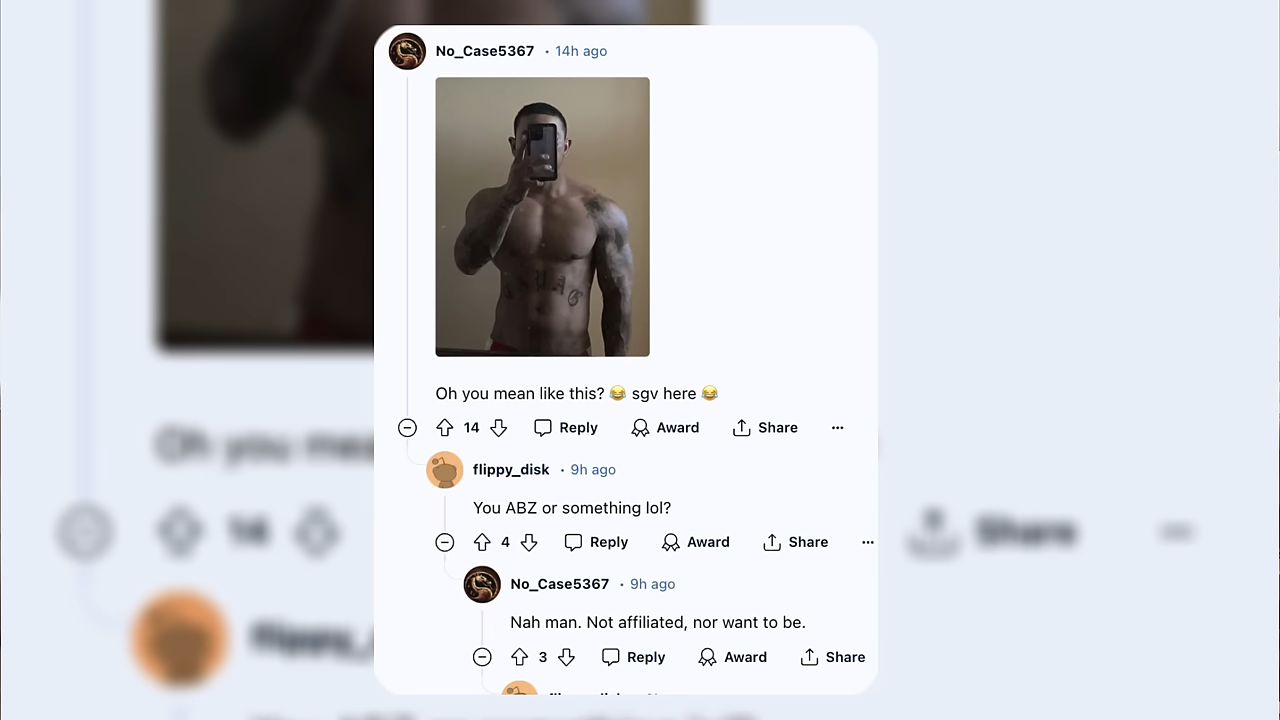 No_Case5367 • 14h ago
Oh you mean like this? 😂 sgv here 😂
14 Reply Award Share
flippy_disk • 9h ago
You ABZ or something lol?
4 Reply Award Share
No_Case5367 • 9h ago
Nah man. Not affiliated, nor want to be.
3 Reply Award Share